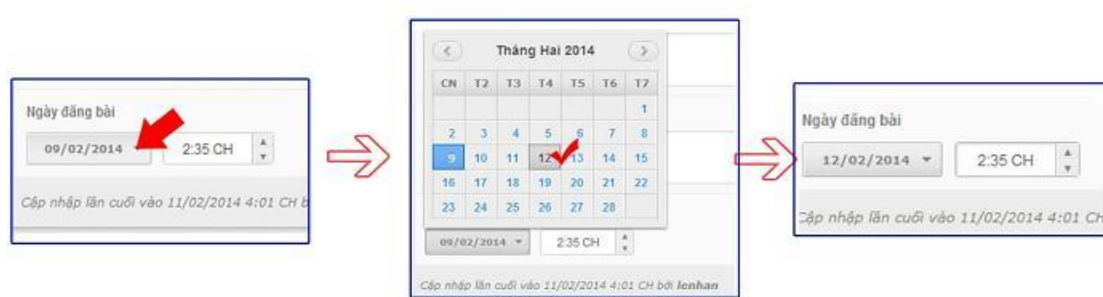 Ngày đăng bài
09/02/2014 2:35 CH
Cập nhập lần cuối vào 11/02/2014 4:01 CH b
Tháng Hai 2014
CN T2 T3 T4 T5 T6 T7
1
2 3 4 5 6 7 8
9 10 11 12 13 14 15
16 17 18 19 20 21 22
23 24 25 26 27 28
09/02/2014 2:35 CH
Cập nhập lần cuối vào 11/02/2014 4:01 CH bởi lenhan
Ngày đăng bài
12/02/2014 2:35 CH
Cập nhập lần cuối vào 11/02/2014 4:01 CH